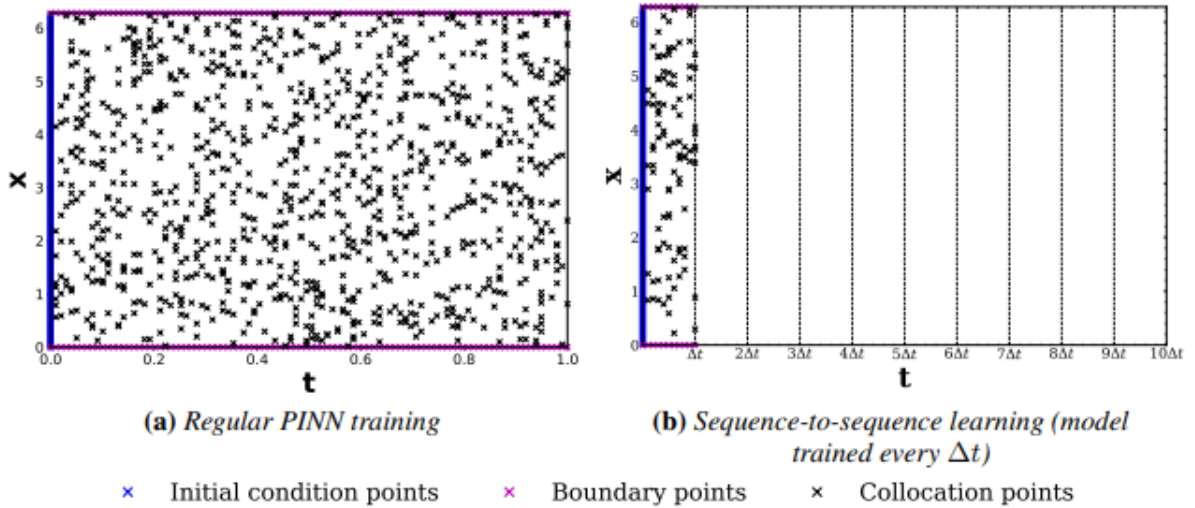 x
6
5
4
3
2
1
0
0.0 0.2 0.4 0.6 0.8 1.0
t
(a) Regular PINN training
x
6
5
4
3
2
1
0
Δt 2Δt 3Δt 4Δt 5Δt 6Δt 7Δt 8Δt 9Δt 10Δt
t
(b) Sequence-to-sequence learning (model
trained every Δt)
Initial condition points Boundary points Collocation points